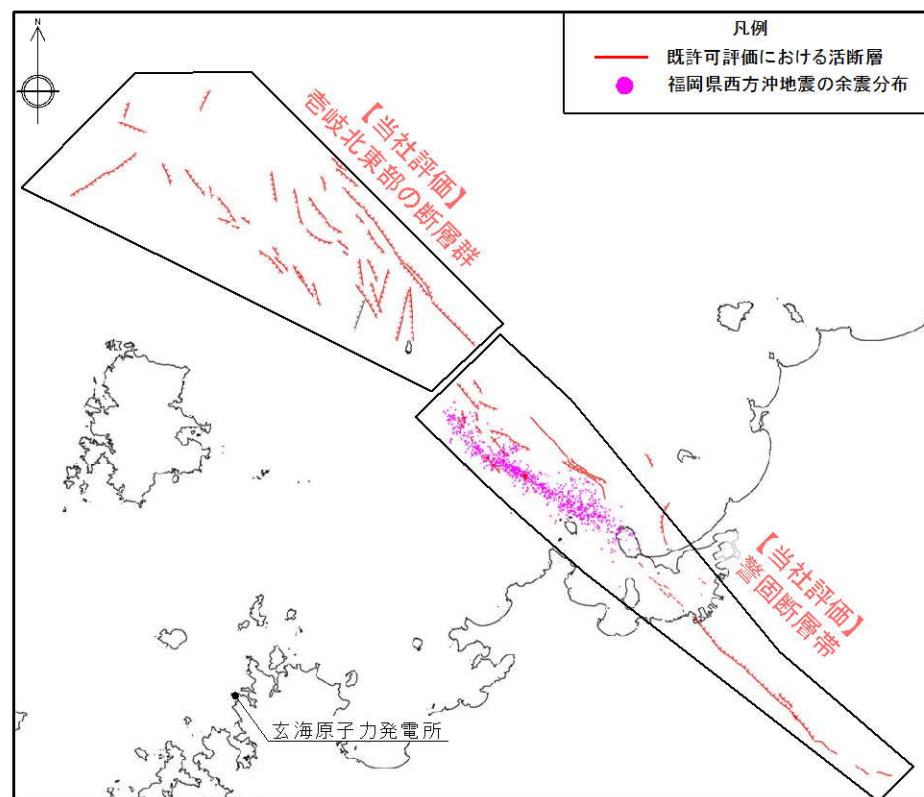 N
凡例
既許可評価における活断層
福岡県西方沖地震の余震分布
【当社評価】
壱岐北東部の断層群
【当社評価】
警固断層帯
玄海原子力発電所